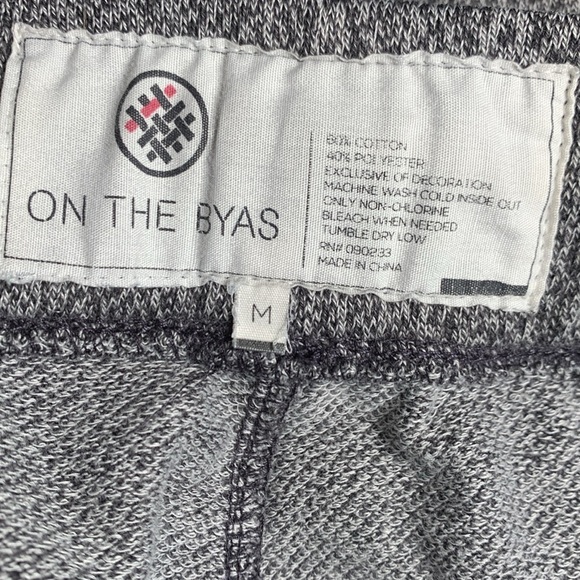 ON THE BYAS
60% COTTON
40% POLYESTER
EXCLUSIVE OF DECORATION
MACHINE WASH COLD INSIDE OUT
ONLY NON-CHLORINE
BLEACH WHEN NEEDED
TUMBLE DRY LOW
RN# 090233
MADE IN CHINA
M